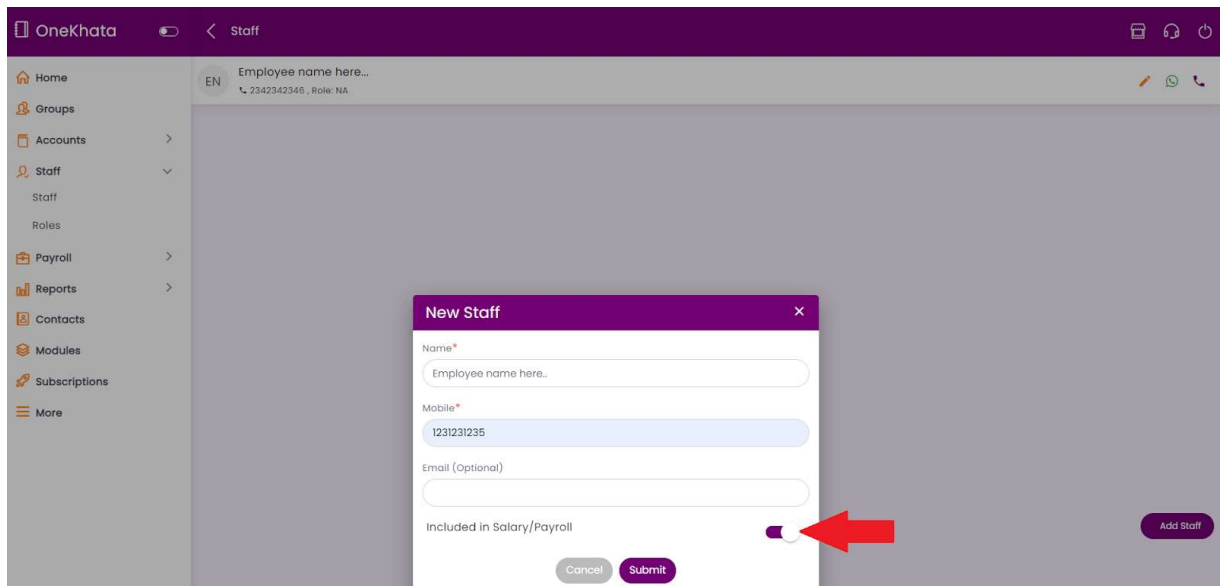 OneKhata
Staff
Home
Groups
Accounts
Staff
Staff
Roles
Payroll
Reports
Contacts
Modules
Subscriptions
More
EN
Employee name here...
2342342346 , Role: NA
New Staff
Name*
Employee name here..
Mobile*
1231231235
Email (Optional)
Included in Salary/Payroll
Cancel Submit
Add Staff